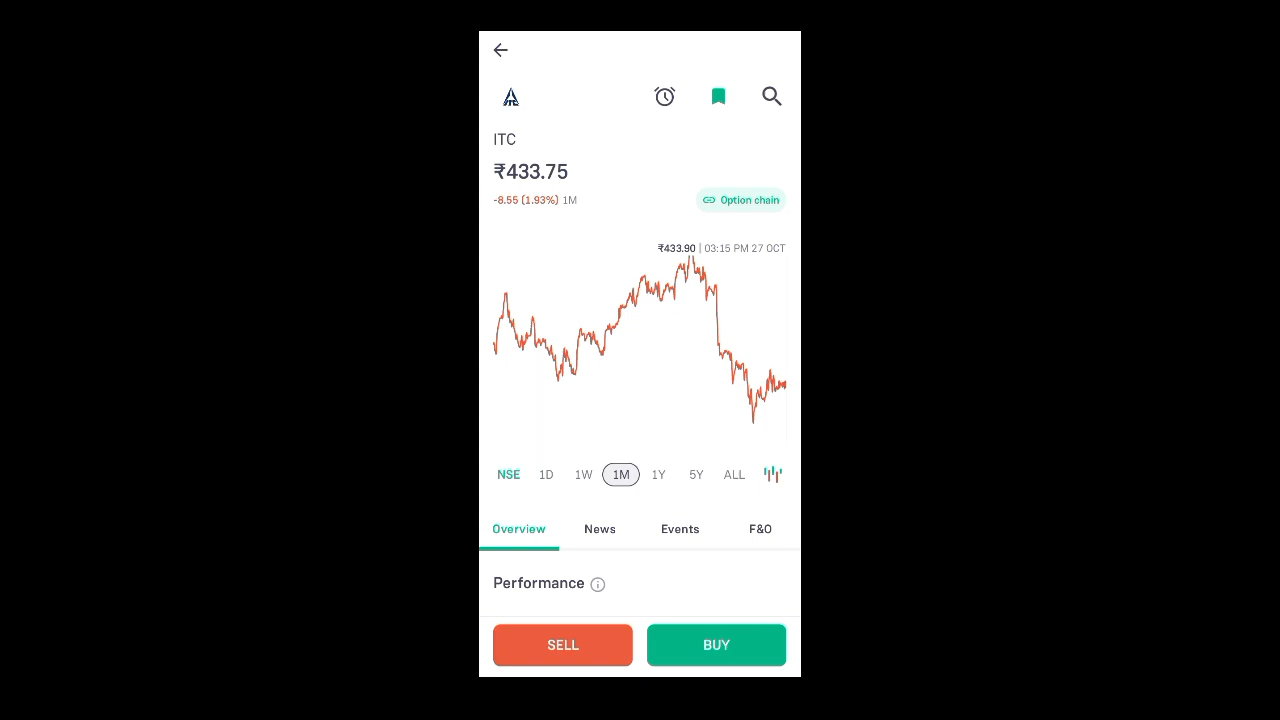 ITC
ITC
₹433.75
-8.55 (1.93%) 1M
Option chain
₹433.90 | 03:15 PM 27 OCT
NSE 1D 1W 1M 1Y 5Y ALL
Overview News Events F&O
Performance
SELL BUY